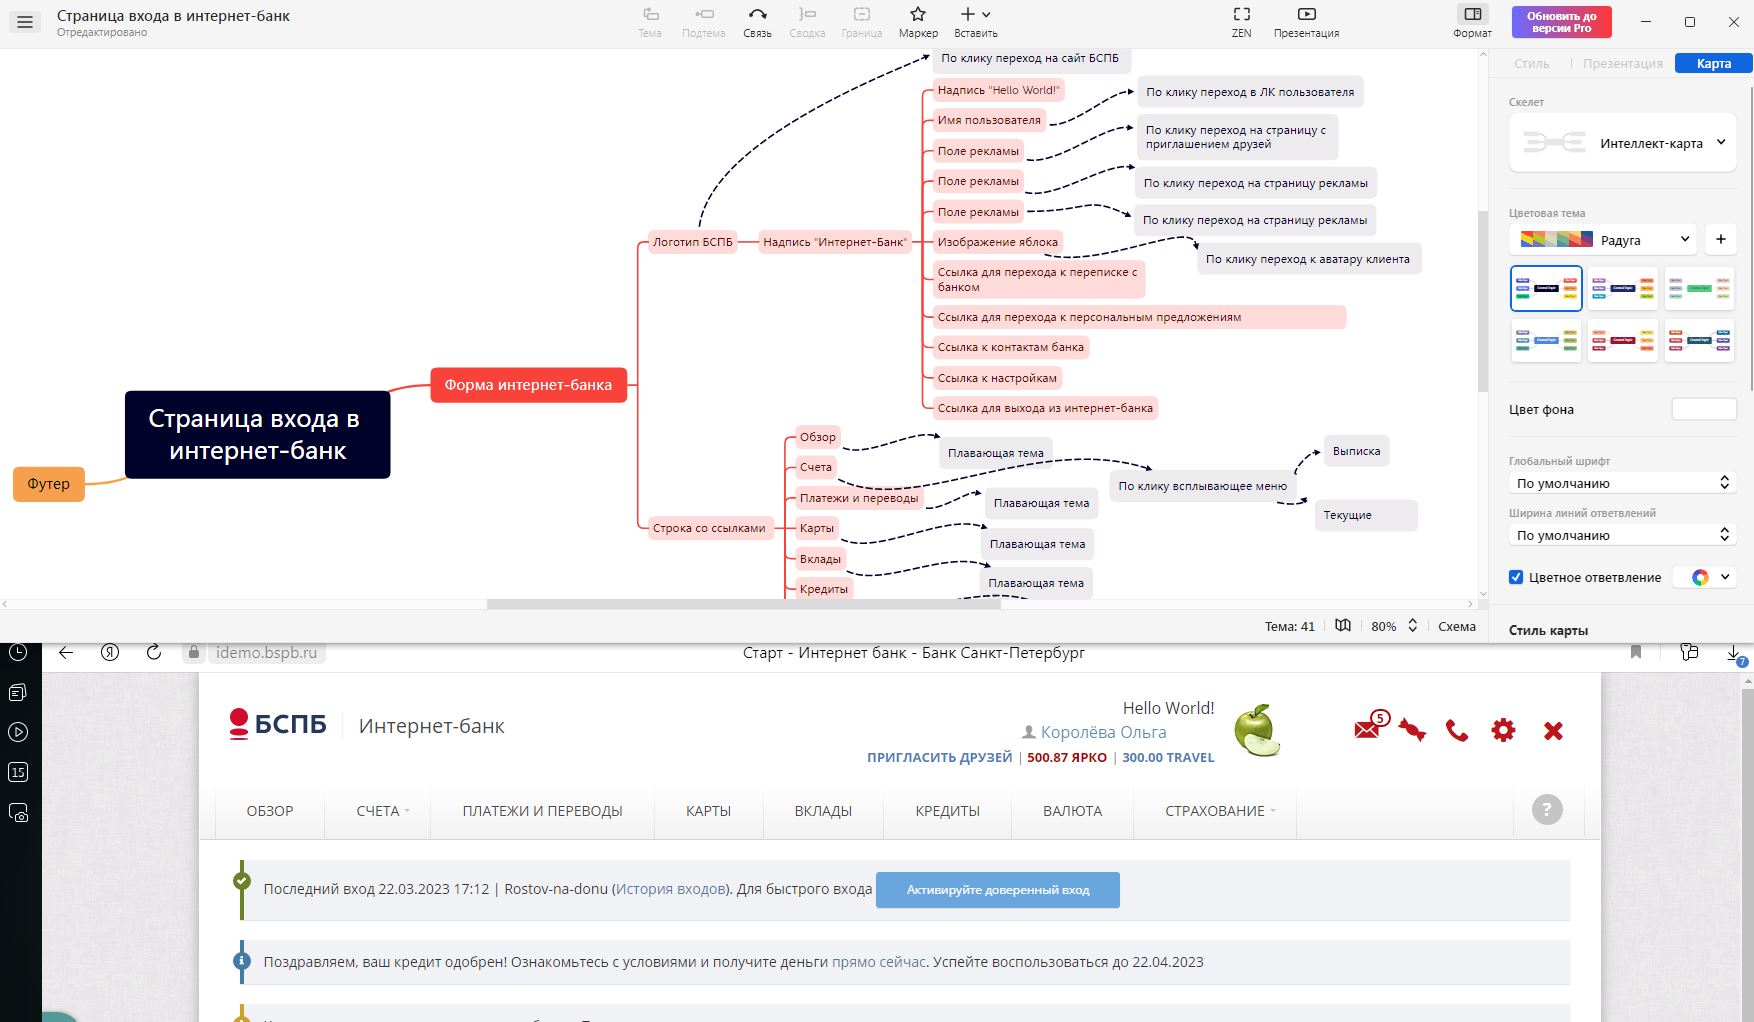 Страница входа в интернет-банк
Отредактировано
Тема
Подтема
Связь
Сводка
Граница
Маркер
Вставить
ZEN
Презентация
Формат
Обновить до
версии Pro
Стиль
Презентация
Карта
По клику переход на сайт БСПБ
Надпись "Hello World!"
По клику переход в ЛК пользователя
Имя пользователя
По клику переход на страницу с
приглашением друзей
Поле рекламы
Поле рекламы
По клику переход на страницу рекламы
Поле рекламы
По клику переход на страницу рекламы
Логотип БСПБ
Надпись "Интернет-Банк"
Изображение яблока
По клику переход к аватару клиента
Ссылка для перехода к переписке с
банком
Ссылка для перехода к персональным предложениям
Ссылка к контактам банка
Ссылка к настройкам
Ссылка для выхода из интернет-банка
Форма интернет-банка
Страница входа в
интернет-банк
Футер
Обзор
Плавающая тема
Счета
По клику всплывающее меню
Выписка
Текущие
Платежи и переводы
Плавающая тема
Строка со ссылками
Карты
Плавающая тема
Вклады
Плавающая тема
Кредиты
Скелет
Интеллект-карта
Цветовая тема
Радуга
Цвет фона
Глобальный шрифт
По умолчанию
Ширина линий ответвлений
По умолчанию
Цветное ответвление
Стиль карты
Тема: 41
80%
Схема
idemo.bspb.ru
Старт - Интернет банк - Банк Санкт-Петербург
7
15
БСПБ
Интернет-банк
Hello World!
Королёва Ольга
ПРИГЛАСИТЬ ДРУЗЕЙ | 500.87 ЯРКО | 300.00 TRAVEL
5
ОБЗОР
СЧЕТА
ПЛАТЕЖИ И ПЕРЕВОДЫ
КАРТЫ
ВКЛАДЫ
КРЕДИТЫ
ВАЛЮТА
СТРАХОВАНИЕ
?
Последний вход 22.03.2023 17:12 | Rostov-na-donu (История входов). Для быстрого входа
Активируйте доверенный вход
Поздравляем, ваш кредит одобрен! Ознакомьтесь с условиями и получите деньги прямо сейчас. Успейте воспользоваться до 22.04.2023